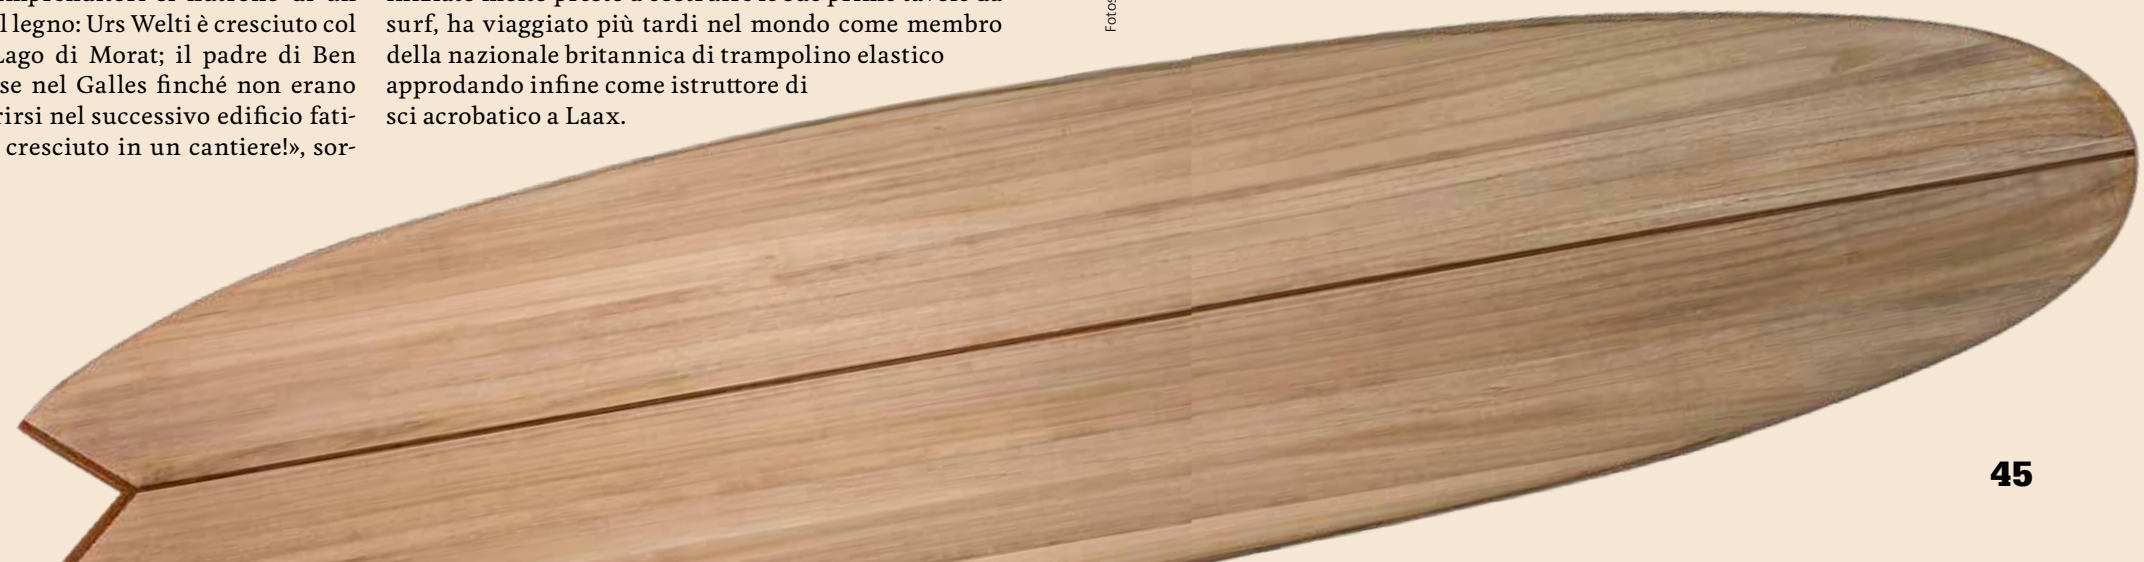 l legno: Urs Welti è cresciuto col
Lago di Morat; il padre di Ben
se nel Galles finché non erano
rirsi nel successivo edificio fati-
cresciuto in un cantiere!», sor-
surf, ha viaggiato più tardi nel mondo come membro
della nazionale britannica di trampolino elastico
approdando infine come istruttore di
sci acrobatico a Laax.
Fotos
45